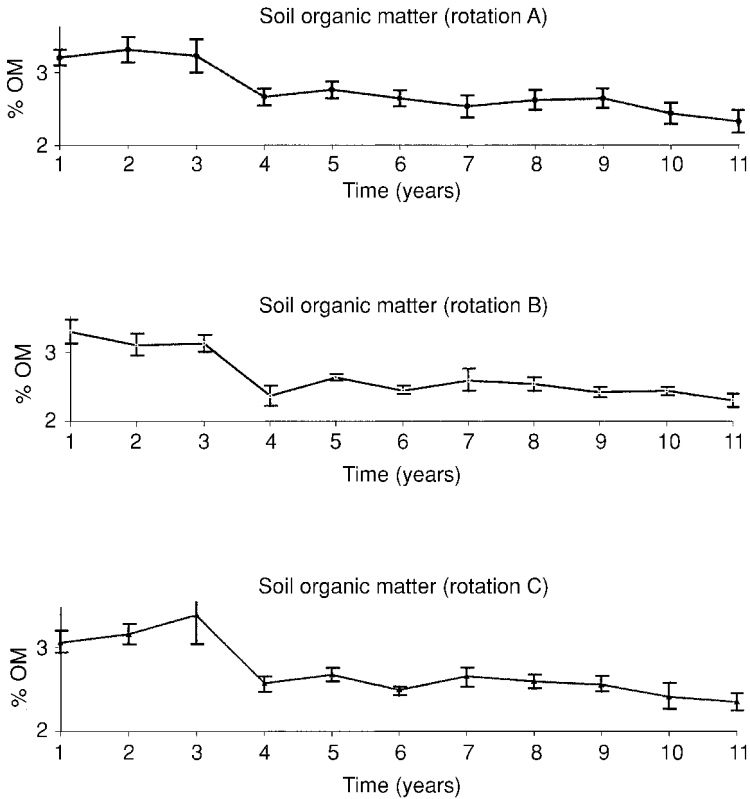 Soil organic matter (rotation A)
% OM
3
2
1 2 3 4 5 6 7 8 9 10 11
Time (years)
Soil organic matter (rotation B)
% OM
3
2
1 2 3 4 5 6 7 8 9 10 11
Time (years)
Soil organic matter (rotation C)
% OM
3
2
1 2 3 4 5 6 7 8 9 10 11
Time (years)